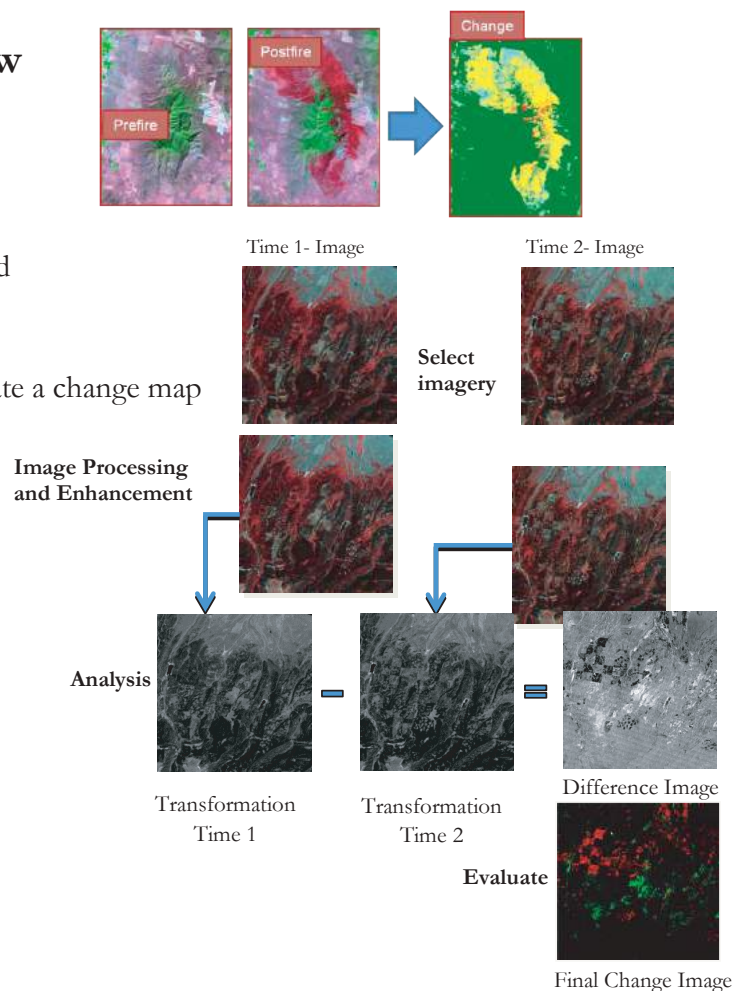 w
Prefire
Postfire
Change
Time 1- Image
Time 2- Image
d
Select
imagery
te a change map
Image Processing
and Enhancement
Analysis
Transformation
Time 1
Transformation
Time 2
Difference Image
Evaluate
Final Change Image